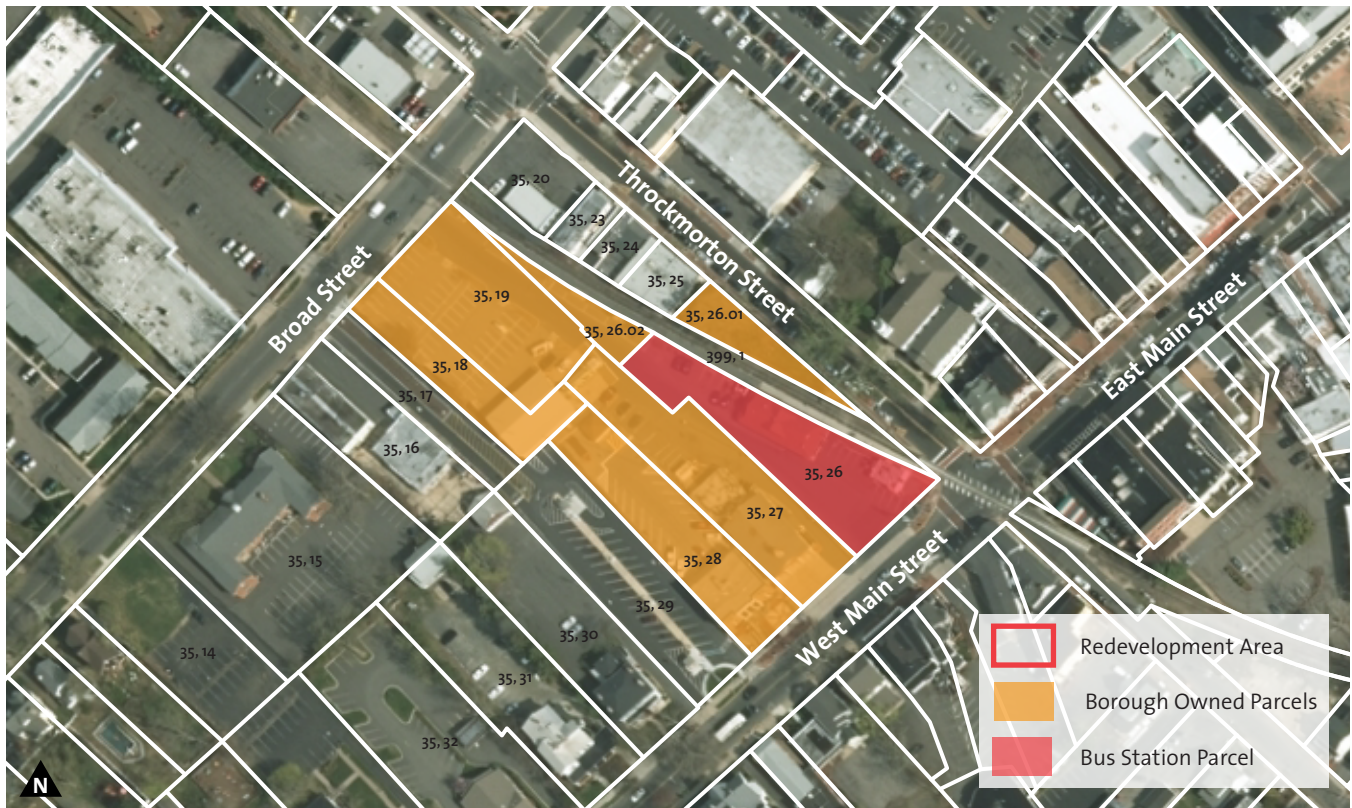 35, 20
Throckmorton Street
35, 23
35, 24
35, 25
Broad Street
35, 19
35, 26.01
35, 26.02
399, 1
East Main Street
35, 18
35, 17
35, 16
35, 26
35, 27
35, 15
35, 28
35, 29
West Main Street
35, 30
35, 14
35, 31
35, 32
Redevelopment Area
Borough Owned Parcels
Bus Station Parcel
N